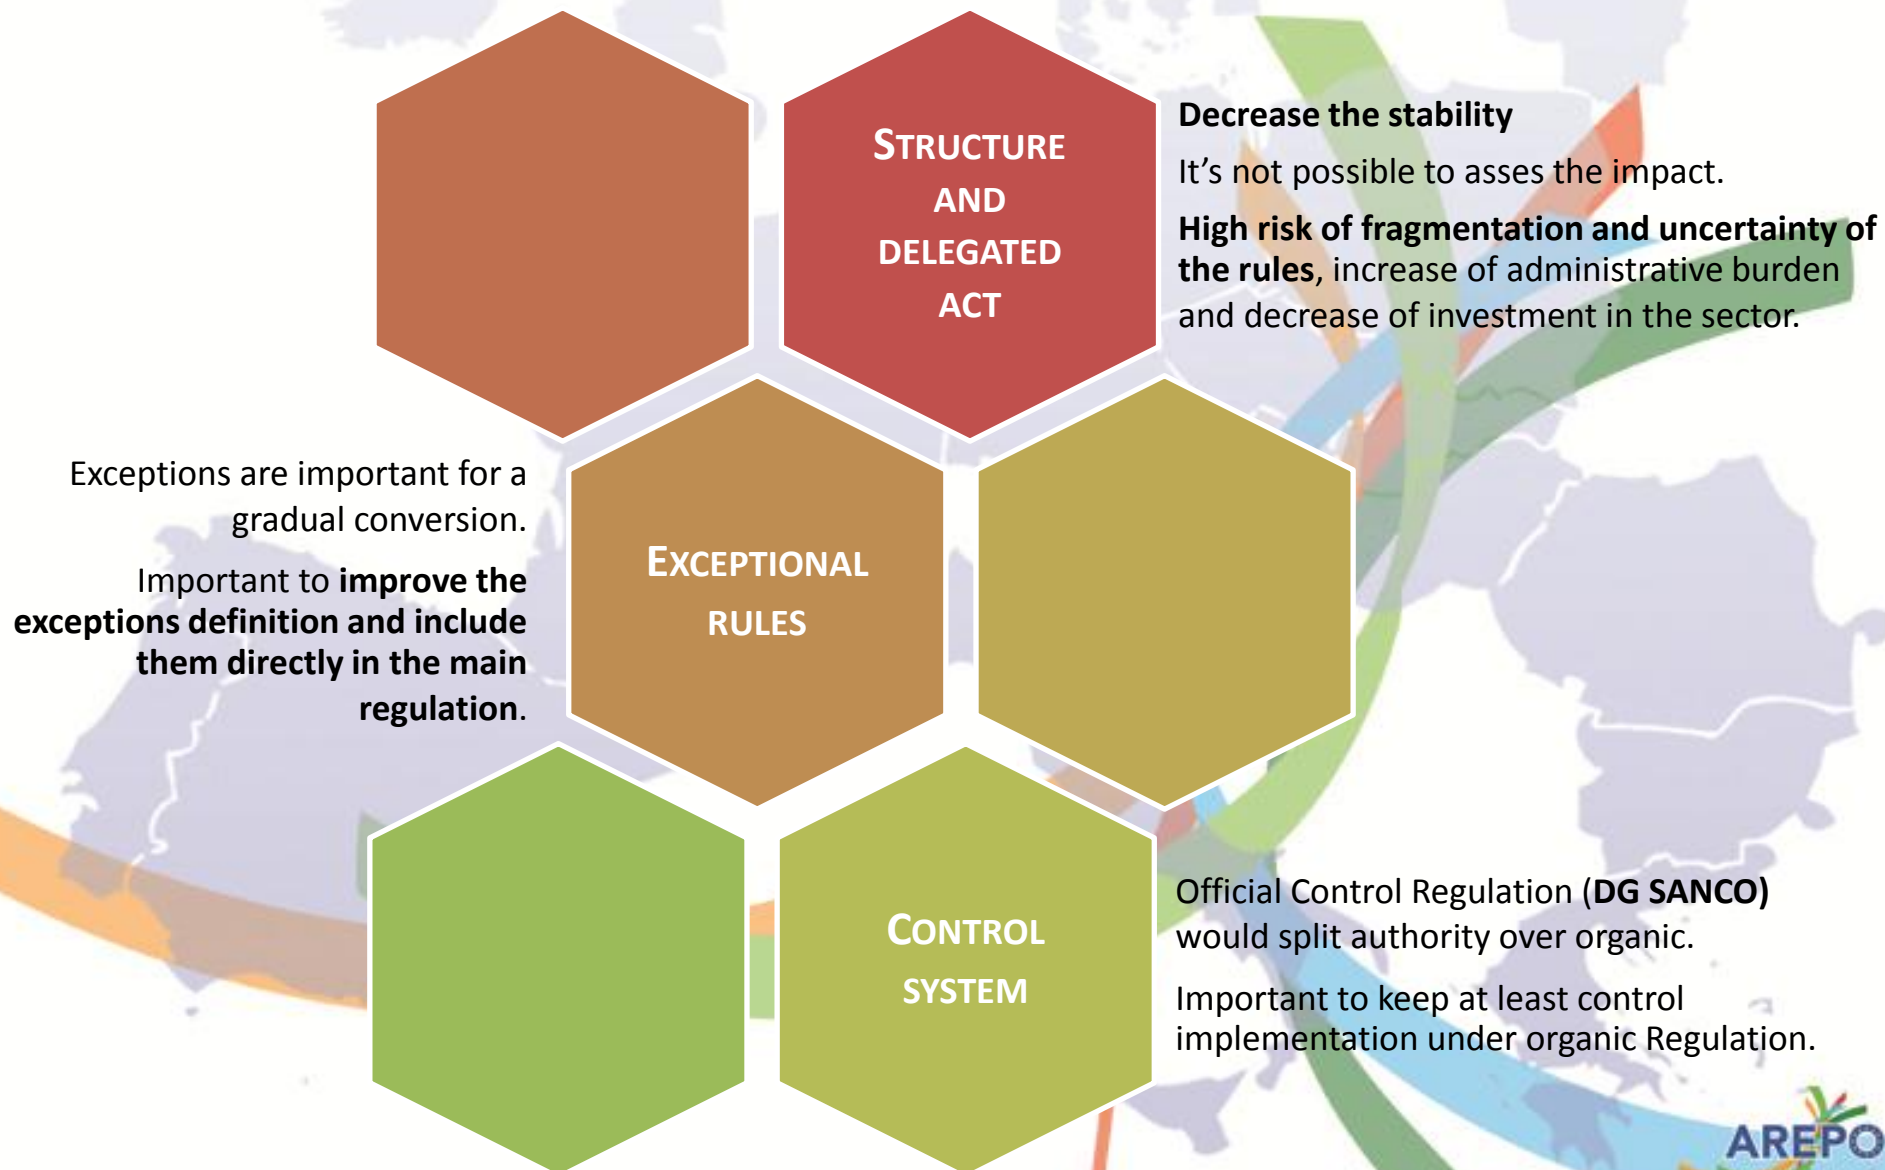 STRUCTURE
AND
DELEGATED
ACT
Decrease the stability
It's not possible to asses the impact.
High risk of fragmentation and uncertainty of
the rules, increase of administrative burden
and decrease of investment in the sector.
Exceptions are important for a
gradual conversion.
Important to improve the
exceptions definition and include
them directly in the main
regulation.
EXCEPTIONAL
RULES
CONTROL
SYSTEM
Official Control Regulation (DG SANCO)
would split authority over organic.
Important to keep at least control
implementation under organic Regulation.
AREPO